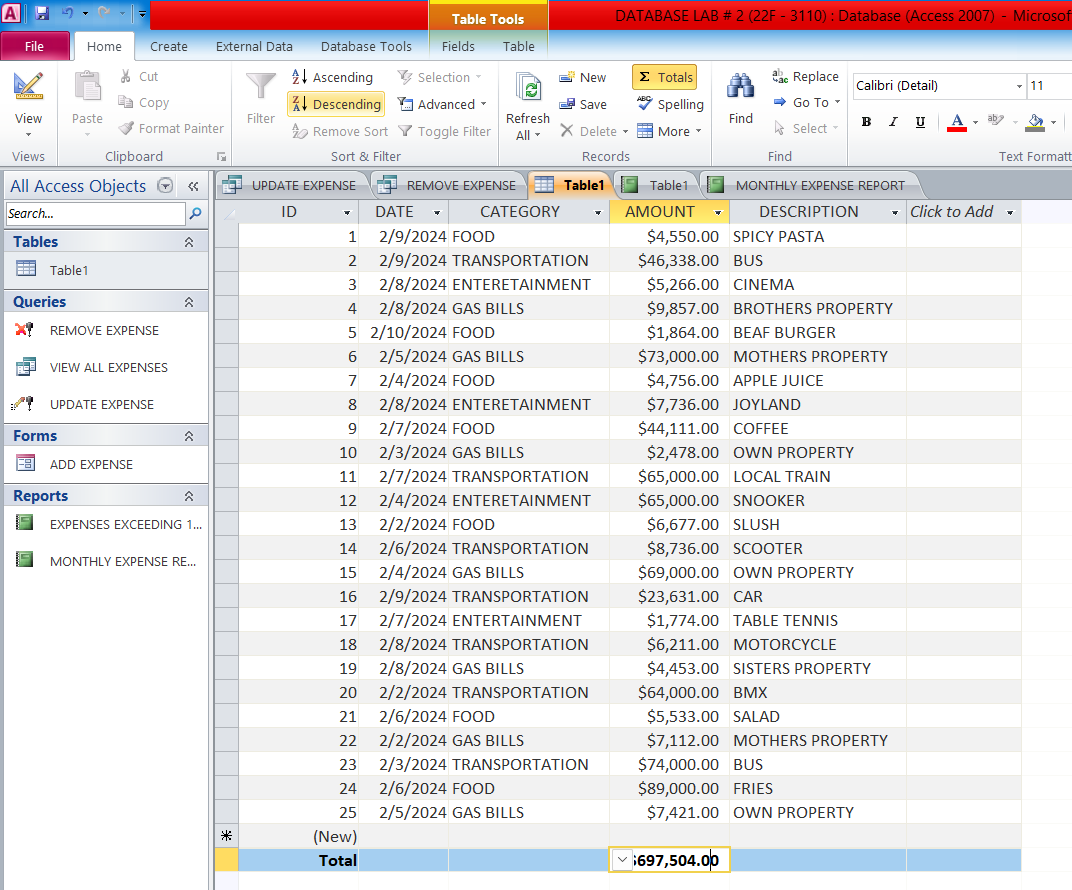 A
Table Tools
DATABASE LAB # 2 (22F - 3110) : Database (Access 2007) - Microsof
File Home Create External Data Database Tools Fields Table
View
Views
Paste
Cut
Copy
Format Painter
Clipboard
Filter
Ascending
Descending
Remove Sort
Selection
Advanced
Toggle Filter
Sort & Filter
Refresh
All
New
Save
Delete
Σ Totals
ABC Spelling
More
Records
Find
Replace
Go To
Select
Find
Calibri (Detail) 11
B I U A ab
Text Formatt
All Access Objects «
Search...
Tables
Table1
Queries
REMOVE EXPENSE
VIEW ALL EXPENSES
UPDATE EXPENSE
Forms
ADD EXPENSE
Reports
EXPENSES EXCEEDING 1...
MONTHLY EXPENSE RE...
UPDATE EXPENSE REMOVE EXPENSE Table1 Table1 MONTHLY EXPENSE REPORT
ID DATE CATEGORY AMOUNT DESCRIPTION Click to Add
1 2/9/2024 FOOD $4,550.00 SPICY PASTA
2 2/9/2024 TRANSPORTATION $46,338.00 BUS
3 2/8/2024 ENTERETAINMENT $5,266.00 CINEMA
4 2/8/2024 GAS BILLS $9,857.00 BROTHERS PROPERTY
5 2/10/2024 FOOD $1,864.00 BEAF BURGER
6 2/5/2024 GAS BILLS $73,000.00 MOTHERS PROPERTY
7 2/4/2024 FOOD $4,756.00 APPLE JUICE
8 2/8/2024 ENTERETAINMENT $7,736.00 JOYLAND
9 2/7/2024 FOOD $44,111.00 COFFEE
10 2/3/2024 GAS BILLS $2,478.00 OWN PROPERTY
11 2/7/2024 TRANSPORTATION $65,000.00 LOCAL TRAIN
12 2/4/2024 ENTERETAINMENT $65,000.00 SNOOKER
13 2/2/2024 FOOD $6,677.00 SLUSH
14 2/6/2024 TRANSPORTATION $8,736.00 SCOOTER
15 2/4/2024 GAS BILLS $69,000.00 OWN PROPERTY
16 2/9/2024 TRANSPORTATION $23,631.00 CAR
17 2/7/2024 ENTERTAINMENT $1,774.00 TABLE TENNIS
18 2/8/2024 TRANSPORTATION $6,211.00 MOTORCYCLE
19 2/8/2024 GAS BILLS $4,453.00 SISTERS PROPERTY
20 2/2/2024 TRANSPORTATION $64,000.00 BMX
21 2/6/2024 FOOD $5,533.00 SALAD
22 2/2/2024 GAS BILLS $7,112.00 MOTHERS PROPERTY
23 2/3/2024 TRANSPORTATION $74,000.00 BUS
24 2/6/2024 FOOD $89,000.00 FRIES
25 2/5/2024 GAS BILLS $7,421.00 OWN PROPERTY
(New)
Total $697,504.00